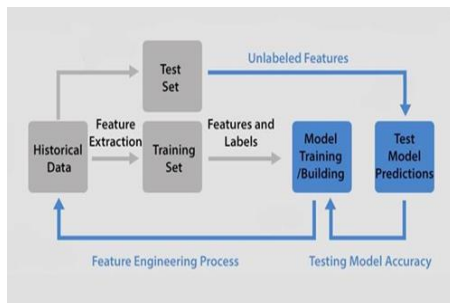 Test
Set
Unlabeled Features
Feature
Extraction
Features and
Labels
Historical
Data
Training
Set
Model
Training
/Building
Test
Model
Predictions
Feature Engineering Process
Testing Model Accuracy